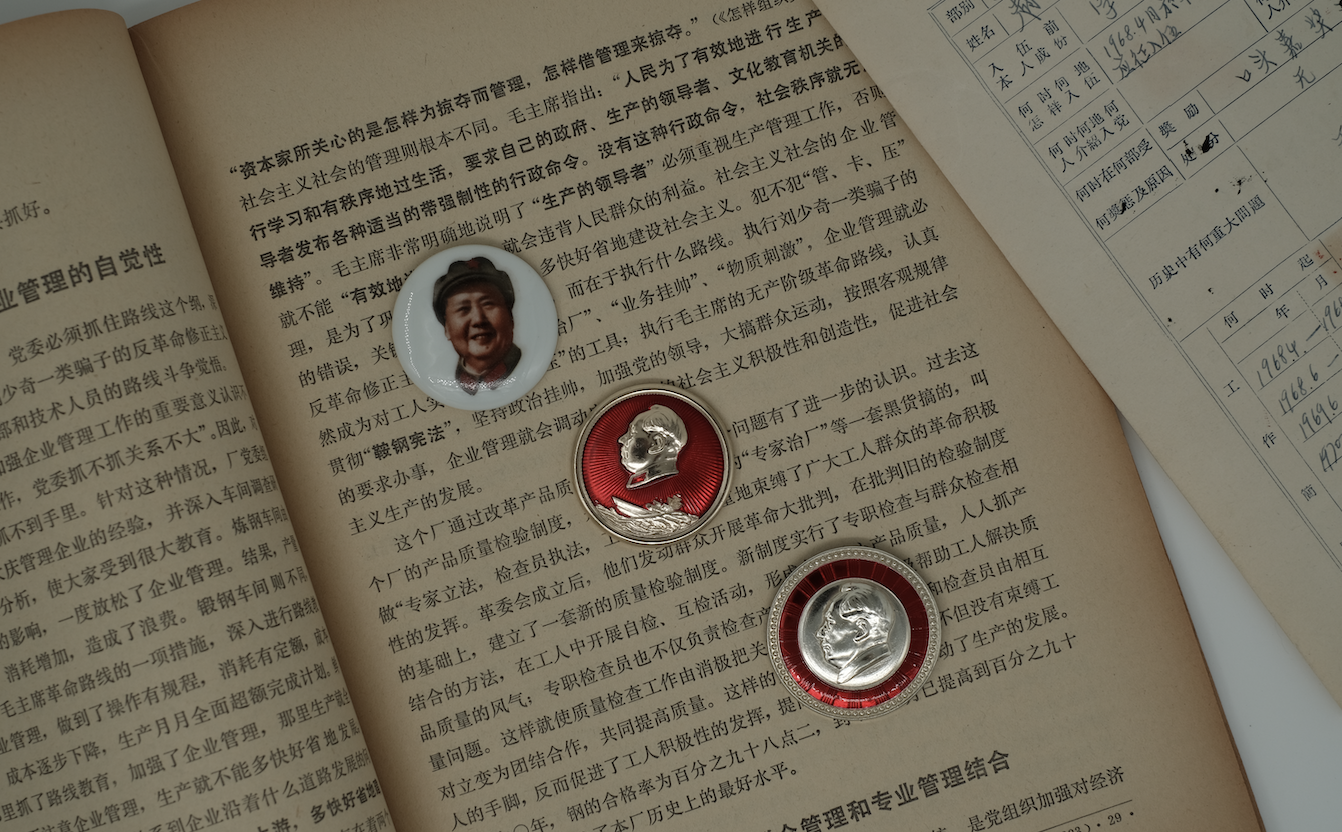 抓好。
业管理的自觉性
党委必须抓住路线这个纲，
少奇一类骗子的反革命修正主
部和技术人员的路线斗争觉悟。
加强企业管理工作的重要意义认识不
作，党委抓不抓关系不大”。因此，
抓不到手里。针对这种情况，厂党委
大庆管理企业的经验，并深入车间调查
分析，使大家受到很大教育。炼钢车间
的影响，一度放松了企业管理。结果，产
消耗增加，造成了浪费。锻钢车间则不
毛主席革命路线的一项措施，深入进行路线
业管理，做到了操作有规程，消耗有定额，成
成本逐步下降，生产月月全面超额完成计划。
里抓了路线教育，加强了企业管理，那里生产就
注意企业管理，生产就不能多快好省地发展
系到企业沿着什么道路发展的
上游，多快好省地
“资本家所关心的是怎样为掠夺而管理，怎样借管理来掠夺。”（《怎样组织
社会主义社会的管理则根本不同。毛主席指出：“人民为了有效地进行生产
行学习和有秩序地过生活，要求自己的政府、生产的领导者、文化教育机关的
导者发布各种适当的带强制性的行政命令。没有这种行政命令，社会秩序就无
维持”。毛主席非常明确地说明了“生产的领导者”必须重视生产管理工作，否则
就不能“有效地 就会违背人民群众的利益。社会主义社会的企业管
理，是为了巩 多快好省地建设社会主义。犯不犯“管、卡、压”
的错误，关键 而在于执行什么路线。执行刘少奇一类骗子的
反革命修正主 治厂”、“业务挂帅”、“物质刺激”，企业管理就必
然成为对工人实 ”的工具；执行毛主席的无产阶级革命路线，认真
贯彻“鞍钢宪法”，坚持政治挂帅，加强党的领导，大搞群众运动，按照客观规律
的要求办事，企业管理就会调动 社会主义积极性和创造性，促进社会
主义生产的发展。
这个厂通过改革产品质 问题有了进一步的认识。过去这
个厂的产品质量检验制度， “专家治厂”等一套黑货搞的，叫
做“专家立法，检查员执法， 地束缚了广大工人群众的革命积极
性的发挥。革委会成立后，他们发动群众开展革命大批判，在批判旧的检验制度
的基础上，建立了一套新的质量检验制度。新制度实行了专职检查与群众检查相
结合的方法，在工人中开展自检、互检活动，形 产品质量，人人抓产
品质量的风气；专职检查员也不仅负责检查 帮助工人解决质
量问题。这样就使质量检查工作由消极把关 和检查员由相互
对立变为团结合作，共同提高质量。这样的 不但没有束缚工
人的手脚，反而促进了工人积极性的发挥，提 动了生产的发展。
〇年，钢的合格率为百分之九十八点二，到 已提高到百分之九十
了本厂历史上的最好水平。
管理和专业管理结合
是党组织加强对经济
· 29 ·
部别
姓名
入伍前
本人成份
何时何地
怎样入伍
1968.4月
应征入伍
何时何地何
人介绍入党
奖励
何时在何部受
何奖惩及原因
历史中有何重大問題
起
何年
时月
工作简
1968.4.
1968.6
1969.6